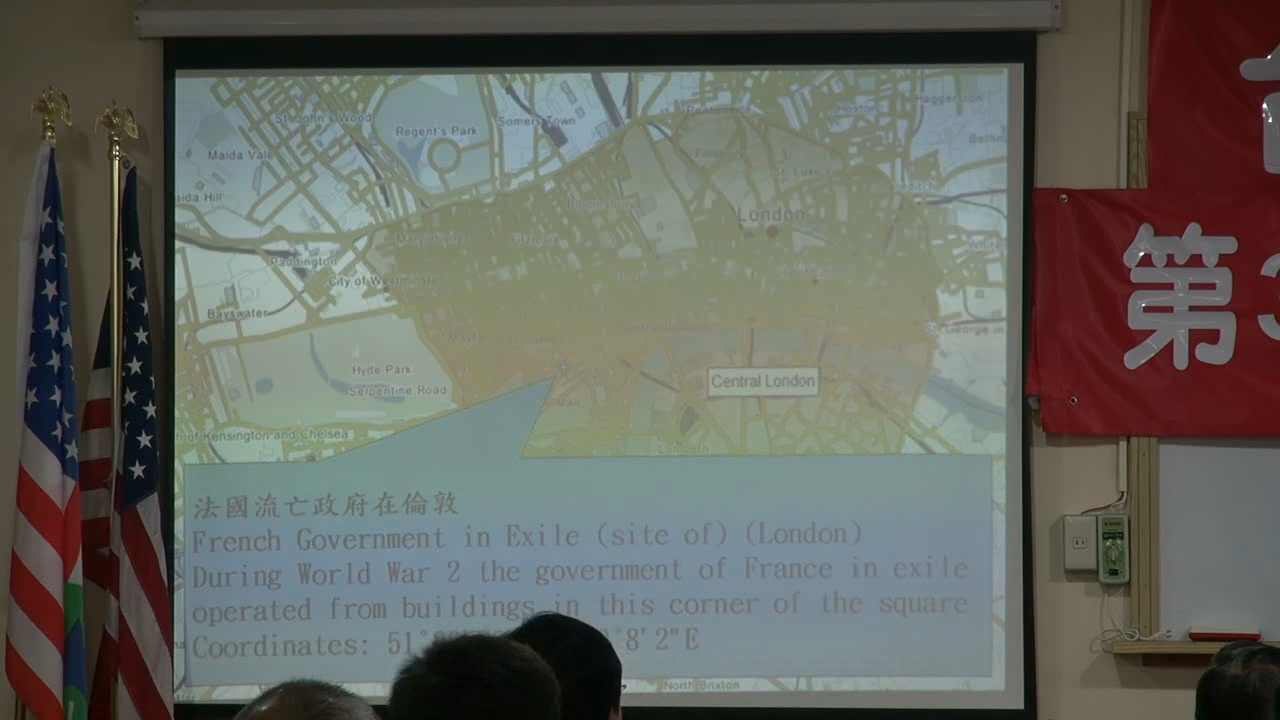 St. John's Wood
Regent's Park
Somers Town
Hoxton
Haggerston
Maida Vale
aida Hill
London
Paddington
City of Westminster
Bayswater
Hyde Park
Serpentine Road
Central London
h of Kensington and Chelsea
法國流亡政府在倫敦
French Government in Exile (site of) (London)
During World War 2 the government of France in exile
operated from buildings in this corner of the square
Coordinates: 51° 8'2"E
North Brixton
第